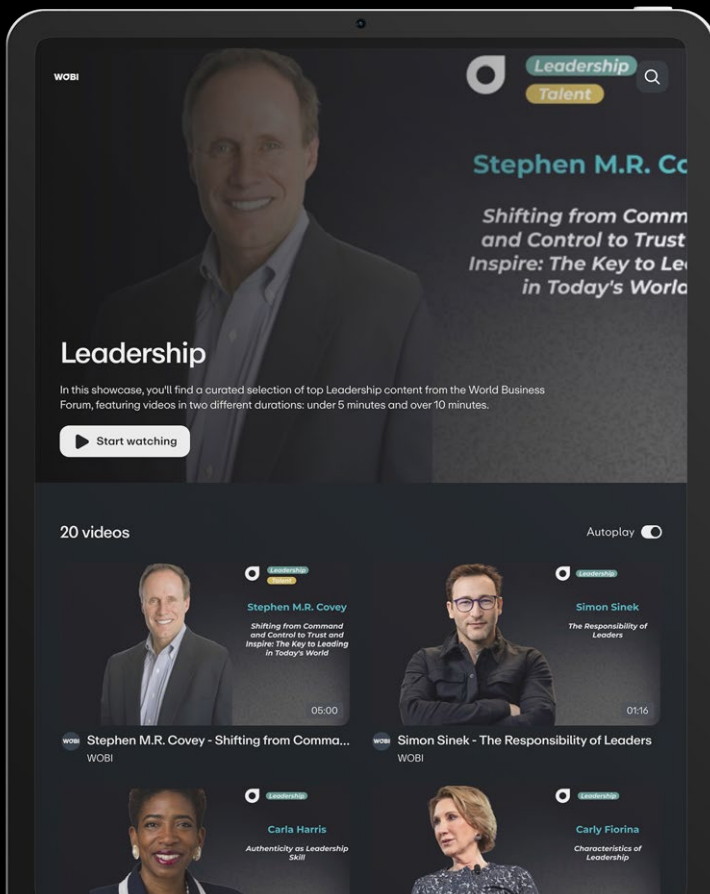 WOBI
Leadership
Talent
Stephen M.R. Co
Shifting from Comm
and Control to Trust
Inspire: The Key to Le
in Today's World
Leadership
In this showcase, you'll find a curated selection of top Leadership content from the World Business
Forum, featuring videos in two different durations: under 5 minutes and over 10 minutes.
Start watching
20 videos
Autoplay
Leadership
Talent
Stephen M.R. Covey
Shifting from Command
and Control to Trust and
Inspire: The Key to Leading
in Today's World
05:00
Leadership
Simon Sinek
The Responsibility of
Leaders
01:16
WOBI
Stephen M.R. Covey - Shifting from Comma...
WOBI
WOBI
Simon Sinek - The Responsibility of Leaders
WOBI
Leadership
Carla Harris
Authenticity as Leadership
Skill
Leadership
Carly Fiorina
Characteristics of
Leadership